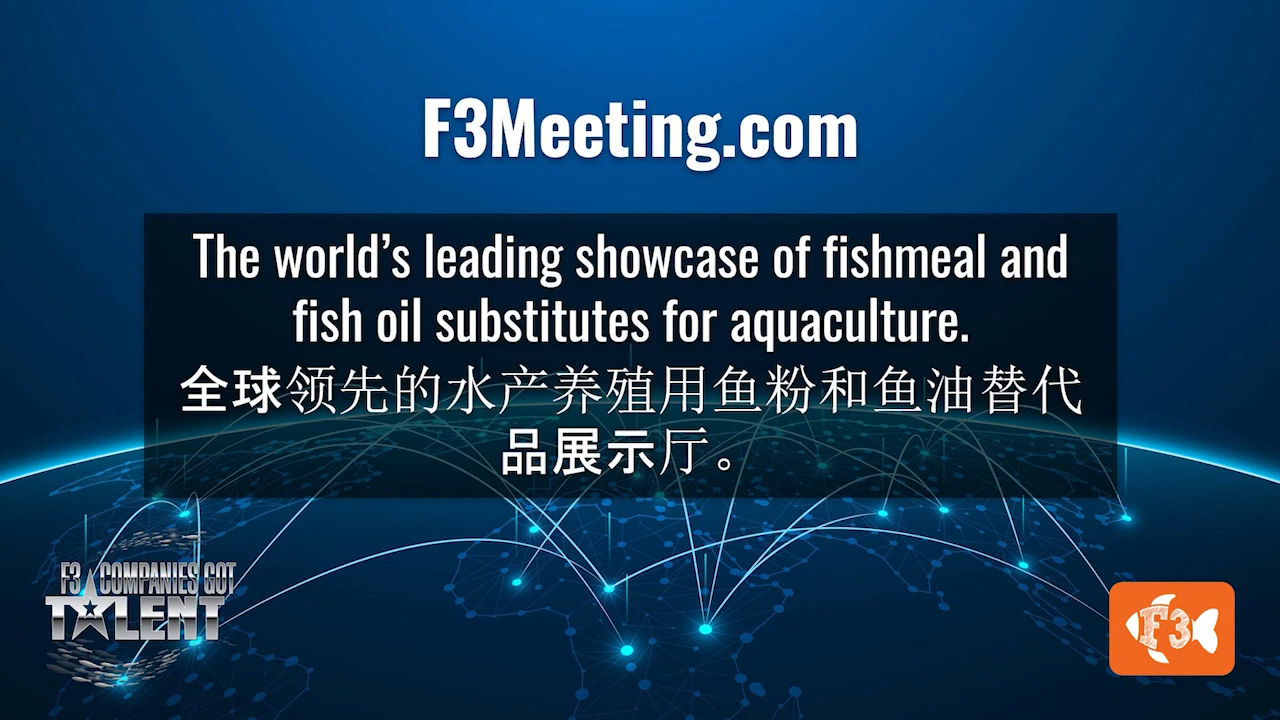 F3Meeting.com
The world’s leading showcase of fishmeal and
fish oil substitutes for aquaculture.
全球领先的水产养殖用鱼粉和鱼油替代
品展示厅。
F3 COMPANIES GOT
TALENT
F3